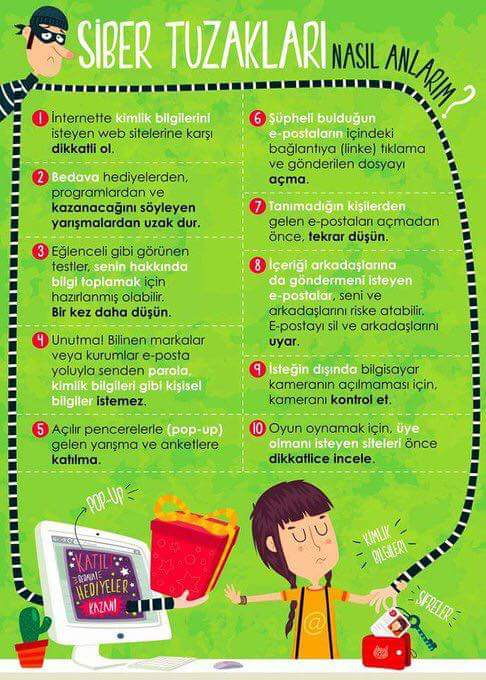 SİBER TUZAKLARI
NASIL ANLARIM?
1 İnternette kimlik bilgilerini
isteyen web sitelerine karşı
dikkatli ol.
2 Bedava hediyelerden,
programlardan ve
kazanacağını söyleyen
yarışmalardan uzak dur.
3 Eğlenceli gibi görünen
testler, senin hakkında
bilgi toplamak için
hazırlanmış olabilir.
Bir kez daha düşün.
4 Unutma! Bilinen markalar
veya kurumlar e-posta
yoluyla senden parola,
kimlik bilgileri gibi kişisel
bilgiler istemez.
5 Açılır pencerelerle (pop-up)
gelen yarışma ve anketlere
katılma.
6 Şüpheli bulduğun
e-postaların içindeki
bağlantıya (linke) tıklama
ve gönderilen dosyayı
açma.
7 Tanımadığın kişilerden
gelen e-postaları açmadan
önce, tekrar düşün.
8 İçeriği arkadaşlarına
da göndermeni isteyen
e-postalar, seni ve
arkadaşlarını riske atabilir.
E-postayı sil ve arkadaşlarını
uyar.
9 İsteğin dışında bilgisayar
kameranın açılmaması için,
kameranı kontrol et.
10 Oyun oynamak için, üye
olmanı isteyen siteleri önce
dikkatlice incele.
POP-UP
KATIL
BEDAVA
HEDİYELER
KAZAN!
@
KİMLİK
BİLGİLERİ
ŞİFRELER